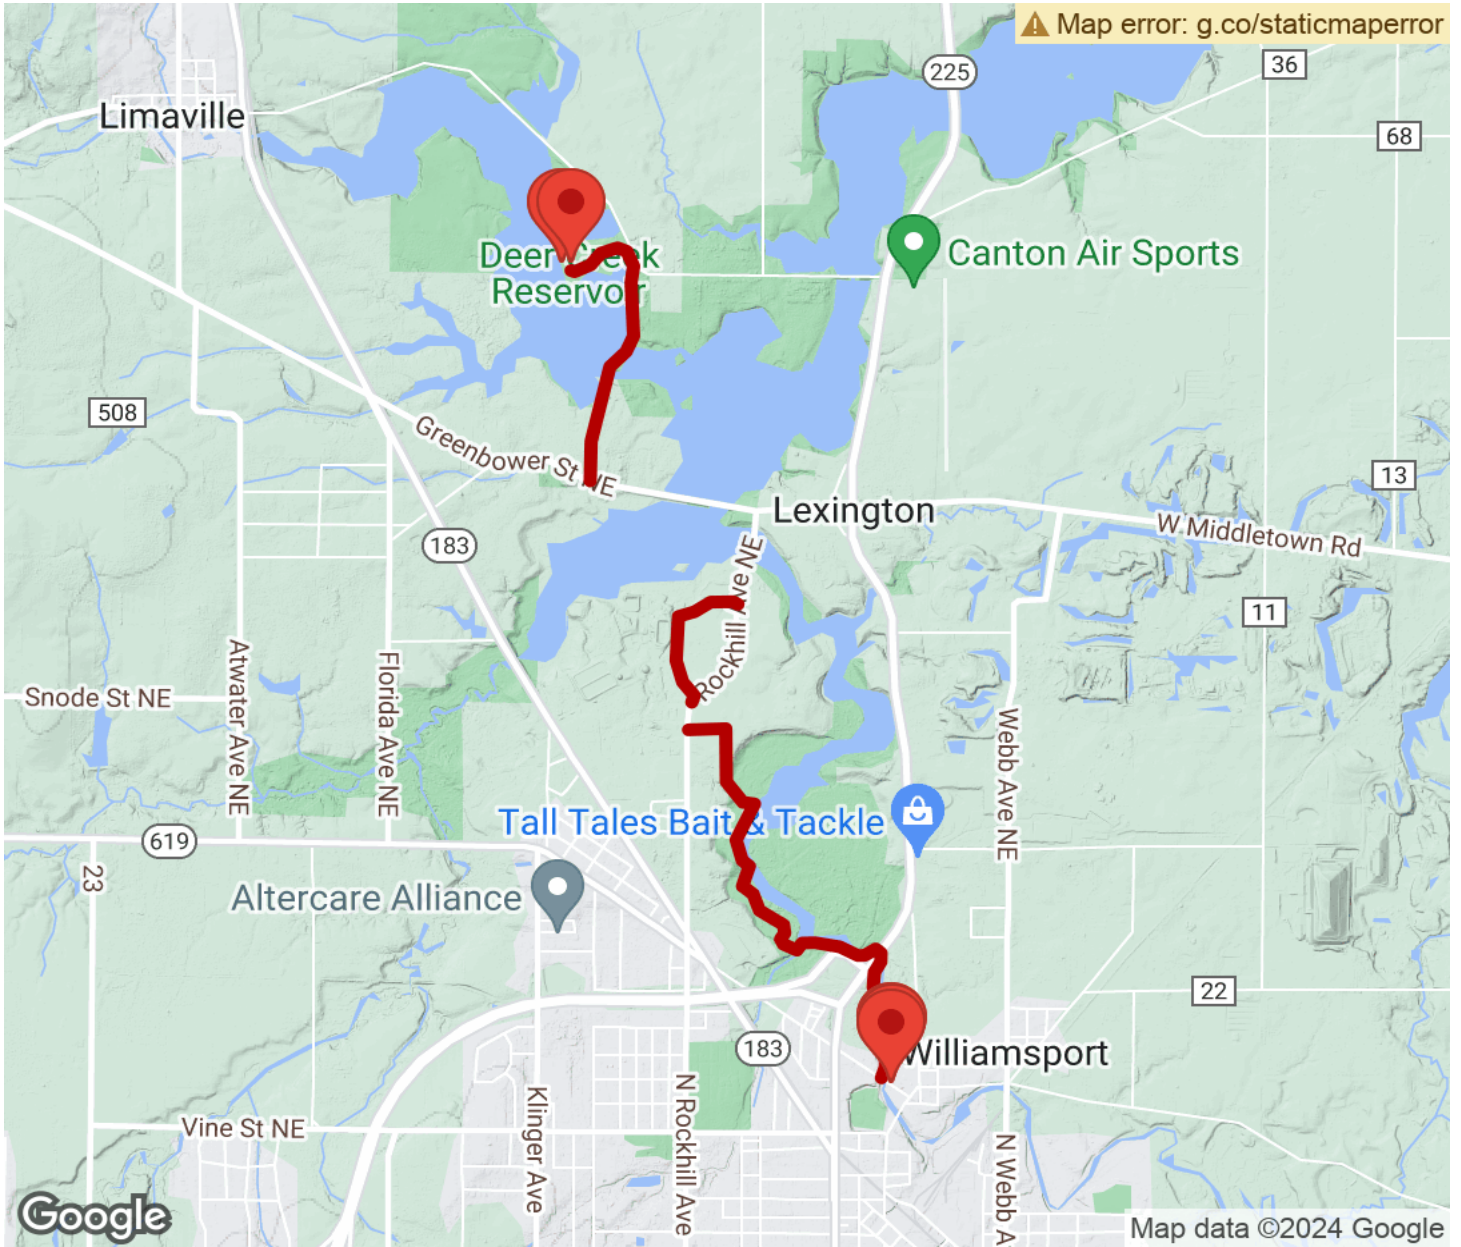 Map error: g.co/staticmaperror
225
36
Limaville
68
Deer Creek
Reservoir
Canton Air Sports
508
Greenbower St NE
13
Lexington
W Middletown Rd
183
Rockhill Ave NE
11
Atwater Ave NE
Florida Ave NE
Snode St NE
Webb Ave NE
619
Tall Tales Bait & Tackle
23
Altercare Alliance
22
183
Williamsport
Klinger Ave
N Rockhill Ave
Vine St NE
N Webb A
Google
Map data ©2024 Google